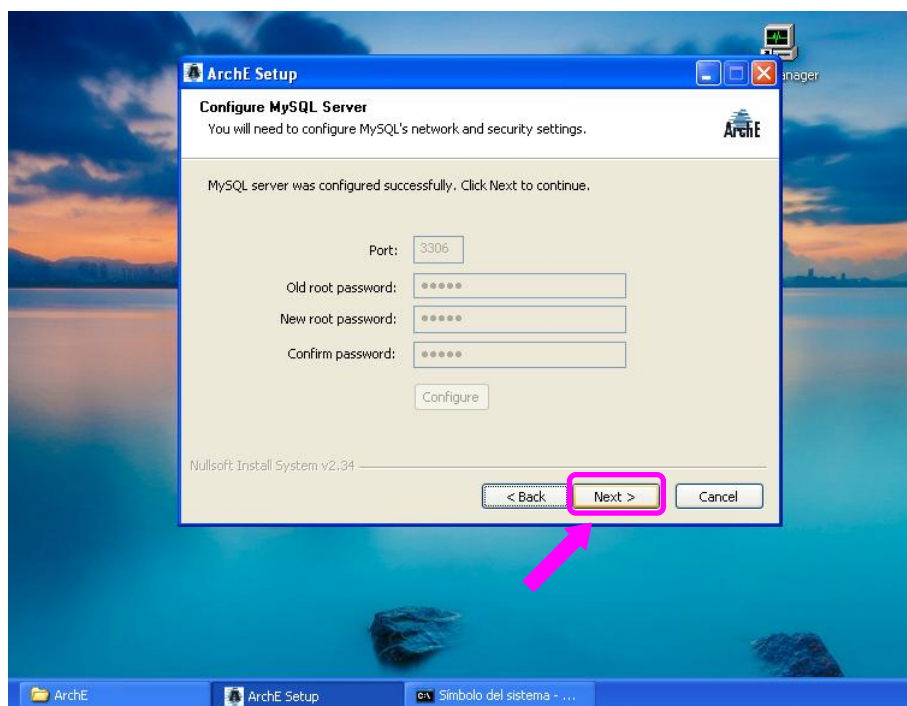 ArchE Setup
nager
Configure MySQL Server
You will need to configure MySQL's network and security settings.
ArchE
MySQL server was configured successfully. Click Next to continue.
Port: 3306
Old root password: •••••
New root password: •••••
Confirm password: •••••
Configure
Nullsoft Install System v2.34
< Back Next > Cancel
ArchE ArchE Setup Símbolo del sistema - ...